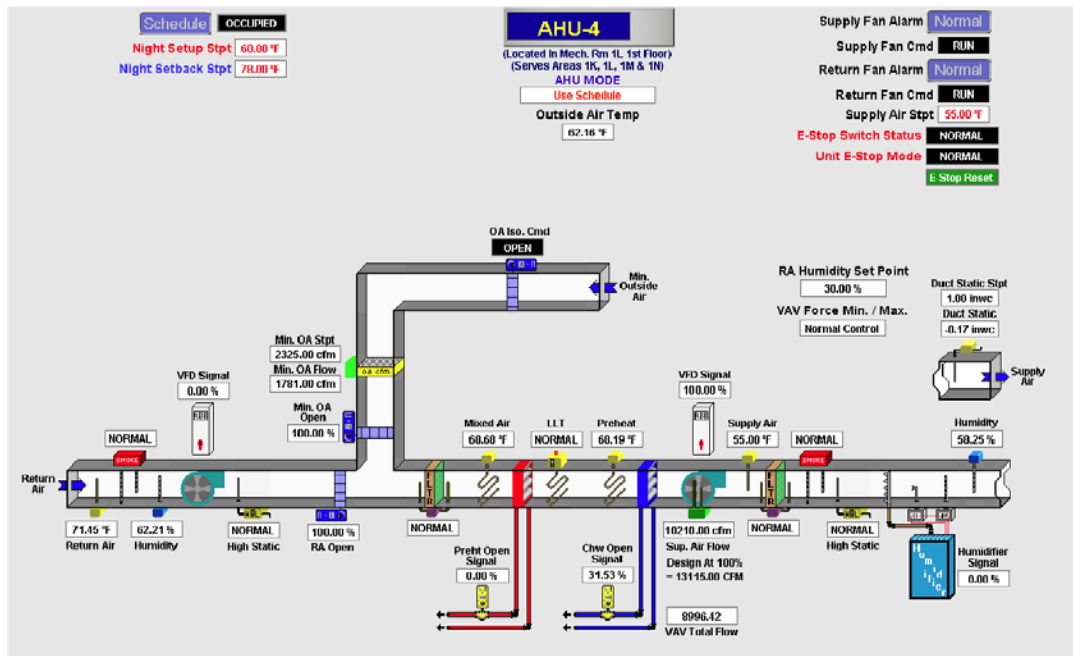 Schedule OCCUPIED
Night Setup Stpt 60.00 °F
Night Setback Stpt 78.00 °F
AHU-4
(Located In Mech. Rm 1L 1st Floor)
(Serves Areas 1K, 1L, 1M & 1N)
AHU MODE
Use Schedule
Outside Air Temp
62.16 °F
Supply Fan Alarm Normal
Supply Fan Cmd RUN
Return Fan Alarm Normal
Return Fan Cmd RUN
Supply Air Stpt 55.00 °F
E-Stop Switch Status NORMAL
Unit E-Stop Mode NORMAL
E-Stop Reset
OA Iso. Cmd
OPEN
Min.
Outside
Air
RA Humidity Set Point
30.00 %
VAV Force Min. / Max.
Normal Control
Duct Static Stpt
1.00 inwc
Duct Static
-0.17 inwc
Supply
Air
Min. OA Stpt
2325.00 cfm
Min. OA Flow
1781.00 cfm
oa cfm
VFD Signal
0.00 %
Min. OA
Open
100.00 %
VFD Signal
100.00 %
NORMAL
SMOKE
Mixed Air
68.60 °F
LLT
NORMAL
Preheat
68.19 °F
Supply Air
55.00 °F
NORMAL
SMOKE
Humidity
58.25 %
Return
Air
FLTR
FLTR
71.45 °F
Return Air
62.21 %
Humidity
NORMAL
High Static
100.00 %
RA Open
NORMAL
10210.00 cfm
Sup. Air Flow
Design At 100%
= 13115.00 CFM
NORMAL
NORMAL
High Static
Preht Open
Signal
0.00 %
Chw Open
Signal
31.53 %
Humidifier
Humidifier
Signal
0.00 %
8996.42
VAV Total Flow